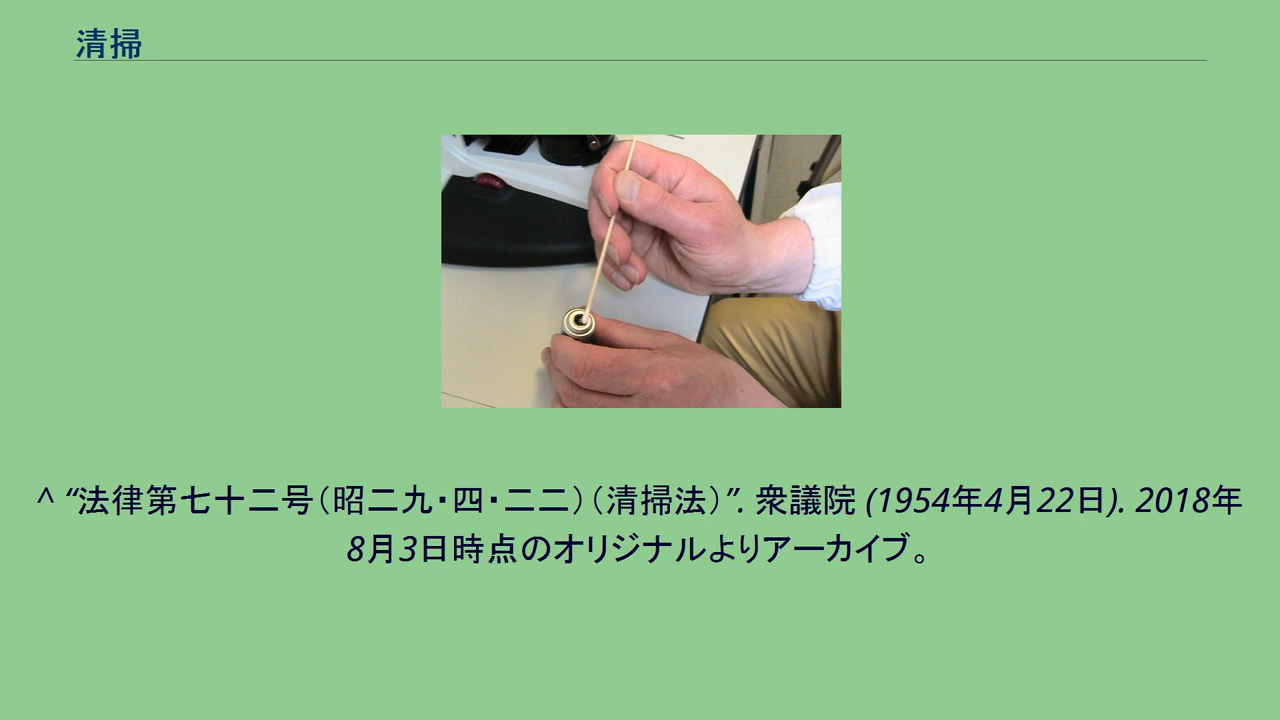 清掃
^ “法律第七十二号（昭二九・四・二二）（清掃法）”. 衆議院 (1954年4月22日). 2018年
8月3日時点のオリジナルよりアーカイブ。